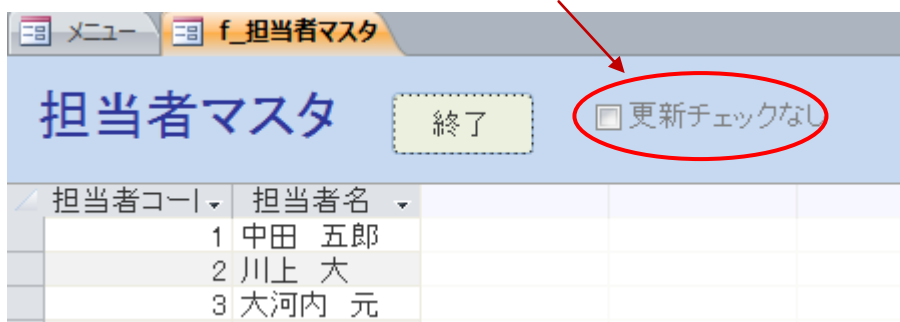 メニュー f_担当者マスタ
担当者マスタ 終了 更新チェックなし
担当者コー 担当者名
1 中田 五郎
2 川上 大
3 大河内 元